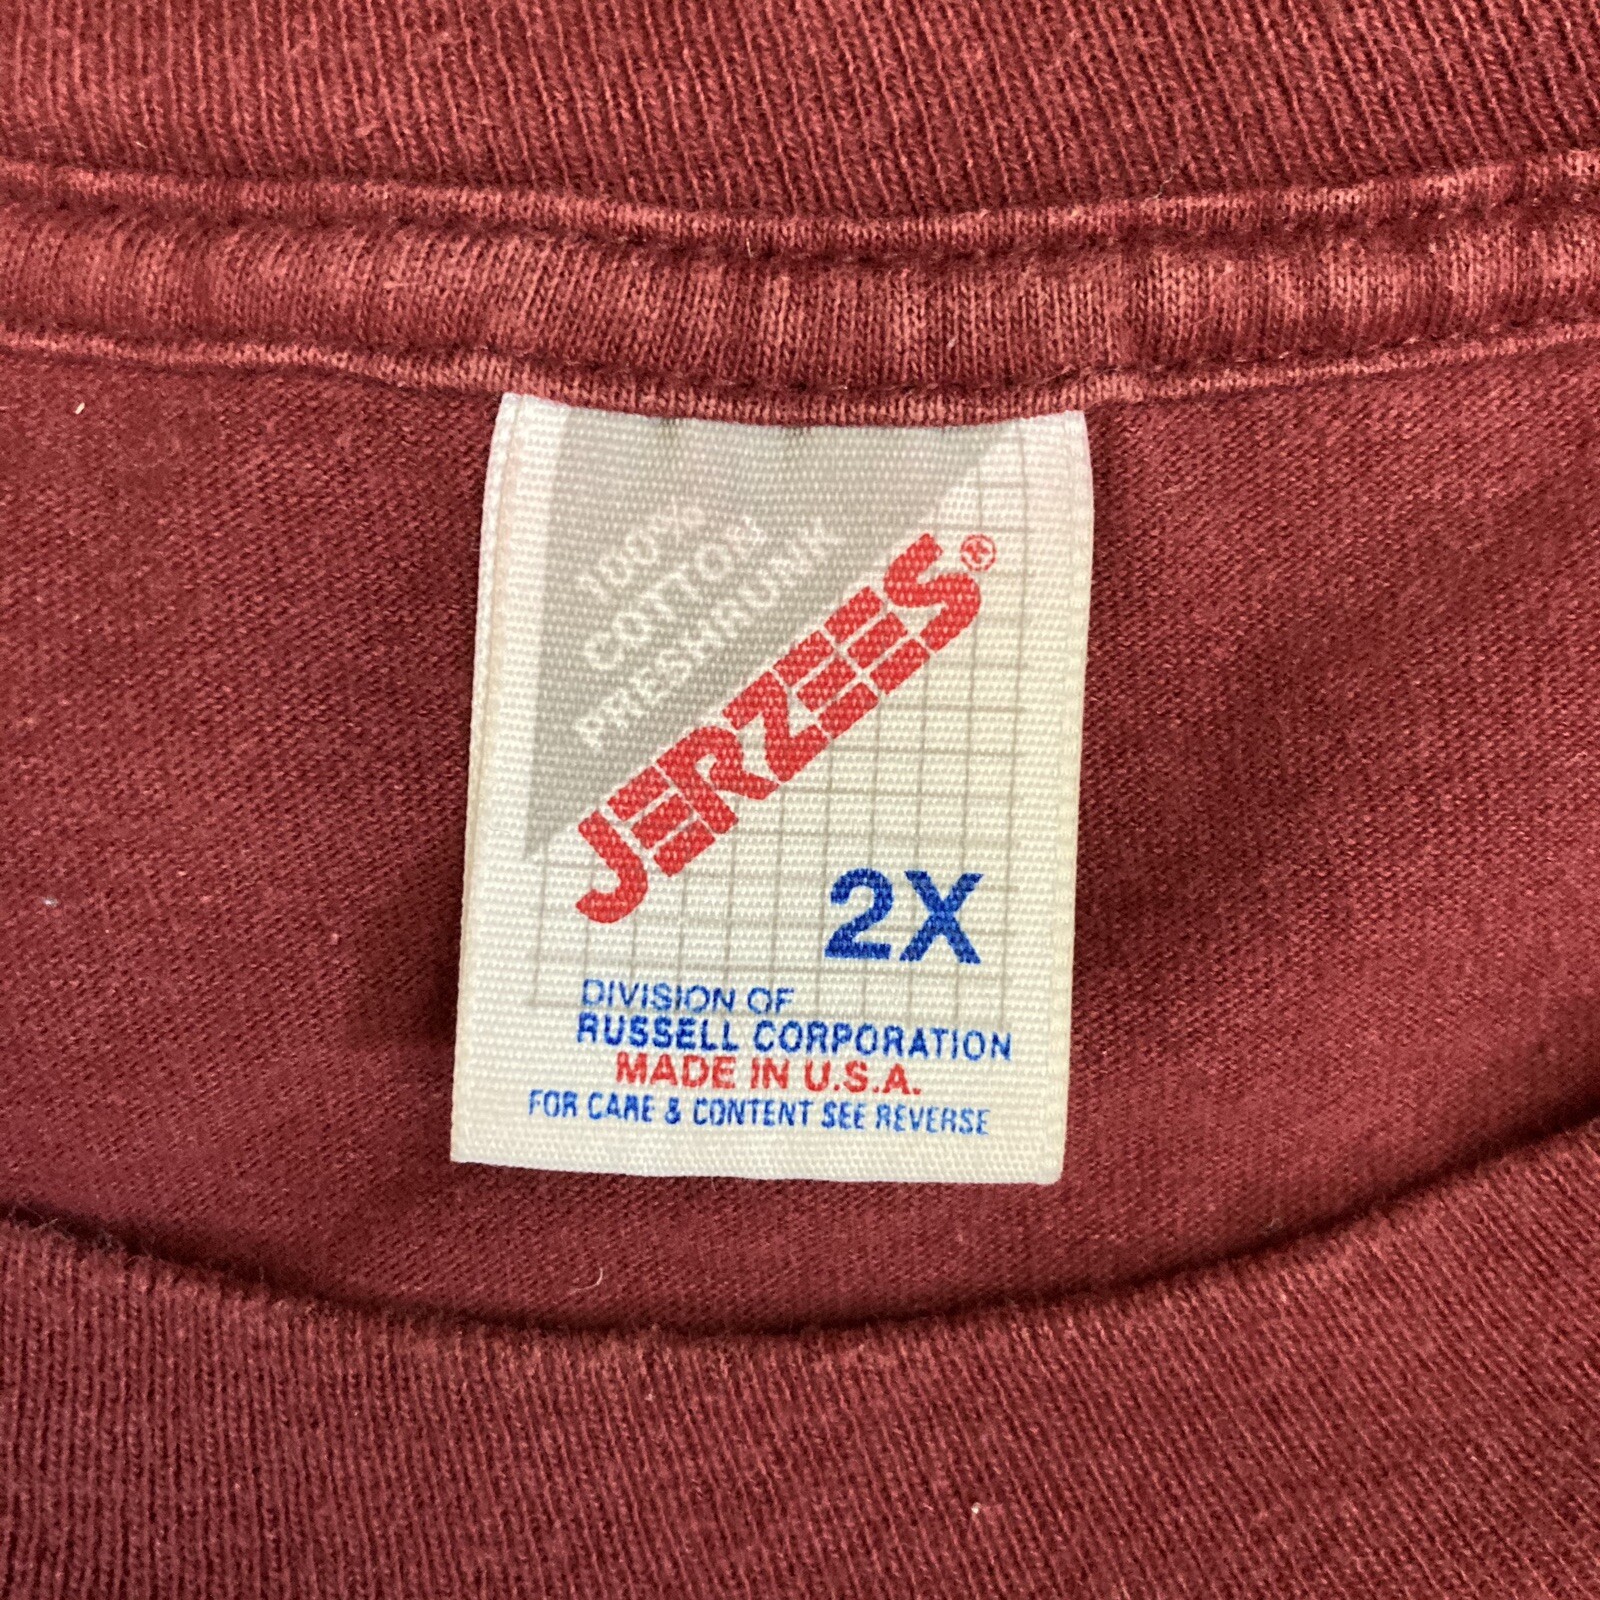 100%
COTTON
PRESHRUNK
JERZEES®
2X
DIVISION OF
RUSSELL CORPORATION
MADE IN U.S.A.
FOR CARE & CONTENT SEE REVERSE